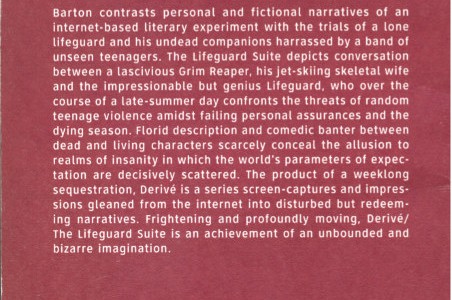 Barton contrasts personal and fictional narratives of an
internet-based literary experiment with the trials of a lone
lifeguard and his undead companions harrassed by a band of
unseen teenagers. The Lifeguard Suite depicts conversation
between a lascivious Grim Reaper, his jet-skiing skeletal wife
and the impressionable but genius Lifeguard, who over the
course of a late-summer day confronts the threats of random
teenage violence amidst failing personal assurances and the
dying season. Florid description and comedic banter between
dead and living characters scarcely conceal the allusion to
realms of insanity in which the world's parameters of expec-
tation are decisively scattered. The product of a weeklong
sequestration, Derivé is a series screen-captures and impres-
sions gleaned from the internet into disturbed but redeem-
ing narratives. Frightening and profoundly moving, Derivé/
The Lifeguard Suite is an achievement of an unbounded and
bizarre imagination.